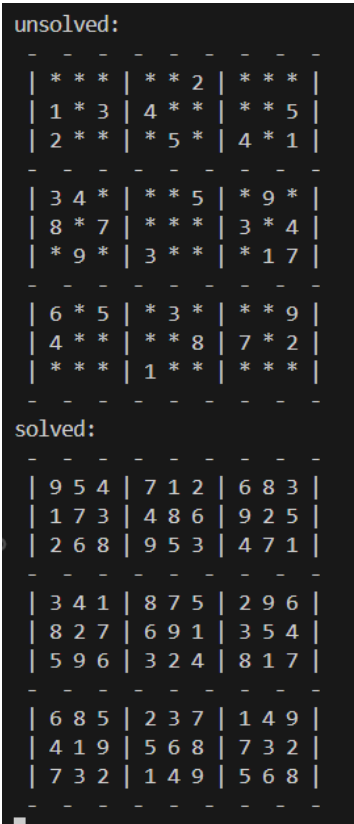 unsolved:
- - - - - - - - -
| * * * | * * 2 | * * * |
| 1 * 3 | 4 * * | * * 5 |
| 2 * * | * 5 * | 4 * 1 |
- - - - - - - - -
| 3 4 * | * * 5 | * 9 * |
| 8 * 7 | * * * | 3 * 4 |
| * 9 * | 3 * * | * 1 7 |
- - - - - - - - -
| 6 * 5 | * 3 * | * * 9 |
| 4 * * | * * 8 | 7 * 2 |
| * * * | 1 * * | * * * |
- - - - - - - - -
solved:
- - - - - - - - -
| 9 5 4 | 7 1 2 | 6 8 3 |
| 1 7 3 | 4 8 6 | 9 2 5 |
| 2 6 8 | 9 5 3 | 4 7 1 |
- - - - - - - - -
| 3 4 1 | 8 7 5 | 2 9 6 |
| 8 2 7 | 6 9 1 | 3 5 4 |
| 5 9 6 | 3 2 4 | 8 1 7 |
- - - - - - - - -
| 6 8 5 | 2 3 7 | 1 4 9 |
| 4 1 9 | 5 6 8 | 7 3 2 |
| 7 3 2 | 1 4 9 | 5 6 8 |
- - - - - - - - -